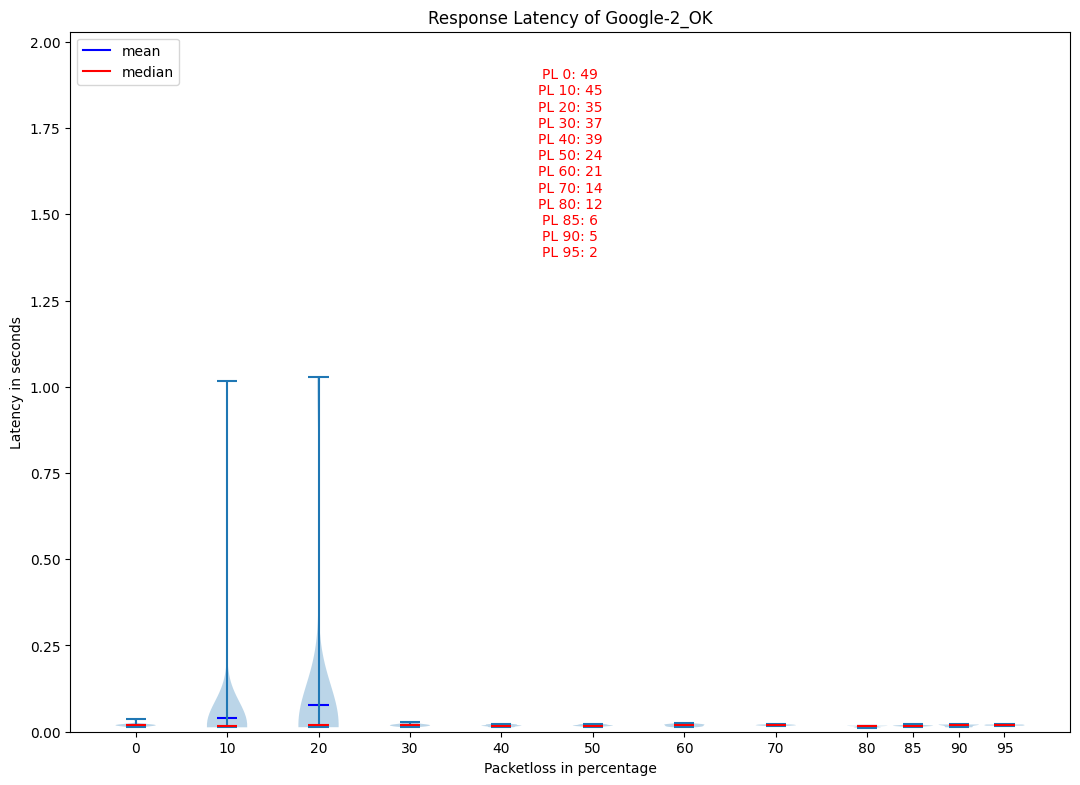 Response Latency of Google-2_OK
mean
median
PL 0: 49
PL 10: 45
PL 20: 35
PL 30: 37
PL 40: 39
PL 50: 24
PL 60: 21
PL 70: 14
PL 80: 12
PL 85: 6
PL 90: 5
PL 95: 2
Latency in seconds
2.00
1.75
1.50
1.25
1.00
0.75
0.50
0.25
0.00
0 10 20 30 40 50 60 70 80 85 90 95
Packetloss in percentage